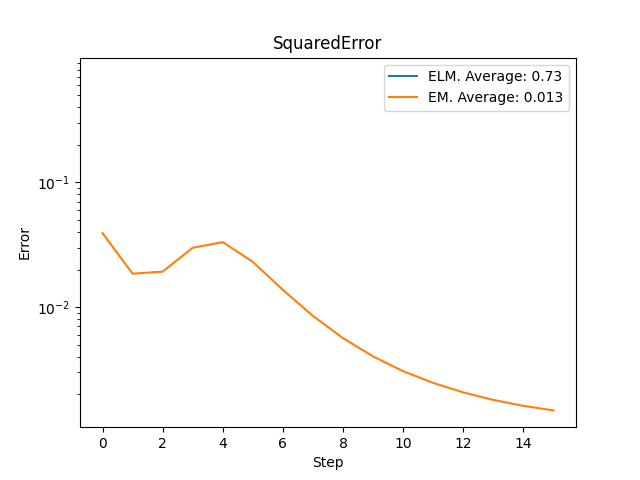 SquaredError
ELM. Average: 0.73
EM. Average: 0.013
Error
10⁻¹
10⁻²
0 2 4 6 8 10 12 14
Step